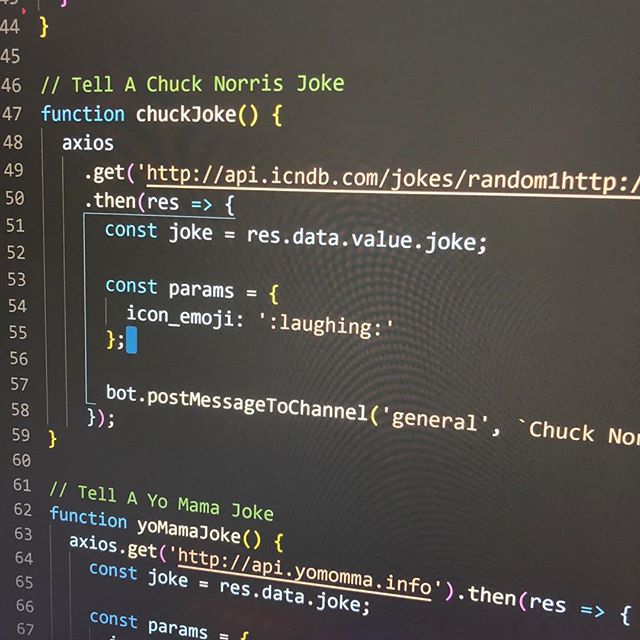 44 }
45
46 // Tell A Chuck Norris Joke
47 function chuckJoke() {
48 axios
49 .get('http://api.icndb.com/jokes/random1http:/
50 .then(res => {
51 const joke = res.data.value.joke;
52
53 const params = {
54 icon_emoji: ':laughing:'
55 };
56
57 bot.postMessageToChannel('general', `Chuck Nor
58 });
59 }
60
61 // Tell A Yo Mama Joke
62 function yoMamaJoke() {
63 axios.get('http://api.yomomma.info').then(res => {
64 const joke = res.data.joke;
65
66 const params = {
67